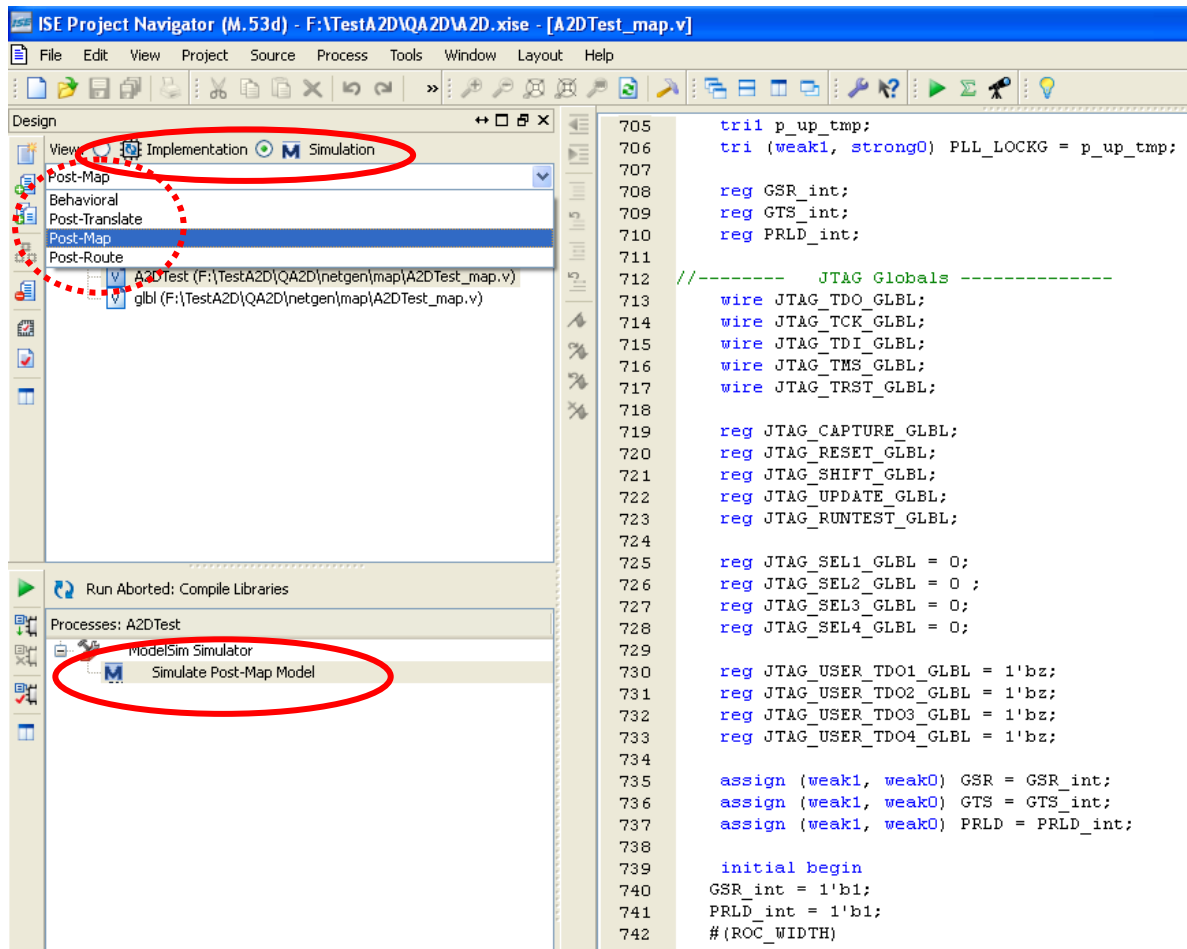 ISE Project Navigator (M.53d) - F:\TestA2D\QA2D\A2D.xise - [A2DTest_map.v]
File Edit View Project Source Process Tools Window Layout Help
Design
View: Implementation Simulation
Post-Map
Behavioral
Post-Translate
Post-Map
Post-Route
A2DTest (F:\TestA2D\QA2D\netgen\map\A2DTest_map.v)
glbl (F:\TestA2D\QA2D\netgen\map\A2DTest_map.v)
Run Aborted: Compile Libraries
Processes: A2DTest
ModelSim Simulator
Simulate Post-Map Model
705 tri1 p_up_tmp;
706 tri (weak1, strong0) PLL_LOCKG = p_up_tmp;
707
708 reg GSR_int;
709 reg GTS_int;
710 reg PRLD_int;
711
712 //-------- JTAG Globals --------------
713 wire JTAG_TDO_GLBL;
714 wire JTAG_TCK_GLBL;
715 wire JTAG_TDI_GLBL;
716 wire JTAG_TMS_GLBL;
717 wire JTAG_TRST_GLBL;
718
719 reg JTAG_CAPTURE_GLBL;
720 reg JTAG_RESET_GLBL;
721 reg JTAG_SHIFT_GLBL;
722 reg JTAG_UPDATE_GLBL;
723 reg JTAG_RUNTEST_GLBL;
724
725 reg JTAG_SEL1_GLBL = 0;
726 reg JTAG_SEL2_GLBL = 0 ;
727 reg JTAG_SEL3_GLBL = 0;
728 reg JTAG_SEL4_GLBL = 0;
729
730 reg JTAG_USER_TDO1_GLBL = 1'bz;
731 reg JTAG_USER_TDO2_GLBL = 1'bz;
732 reg JTAG_USER_TDO3_GLBL = 1'bz;
733 reg JTAG_USER_TDO4_GLBL = 1'bz;
734
735 assign (weak1, weak0) GSR = GSR_int;
736 assign (weak1, weak0) GTS = GTS_int;
737 assign (weak1, weak0) PRLD = PRLD_int;
738
739 initial begin
740 GSR_int = 1'b1;
741 PRLD_int = 1'b1;
742 #(ROC_WIDTH)